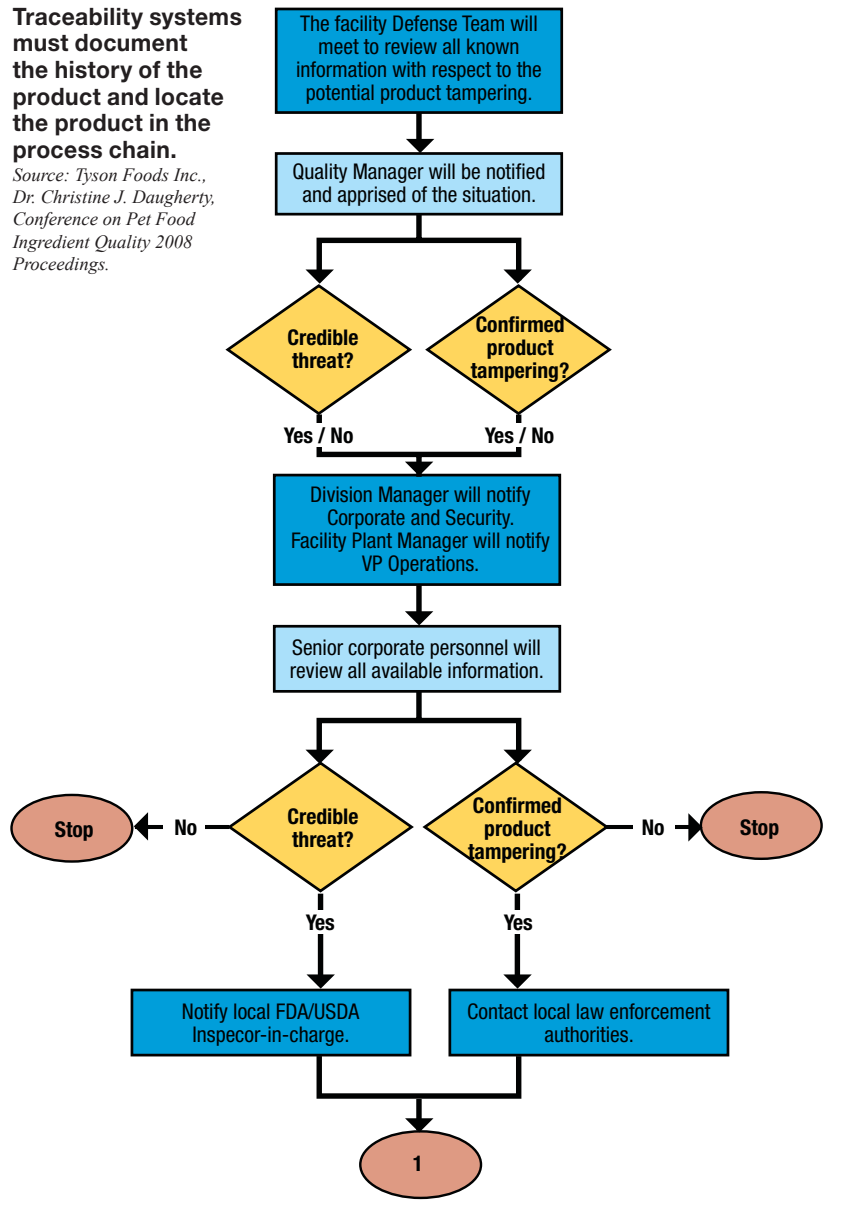 Traceability systems
must document
the history of the
product and locate
the product in the
process chain.
Source: Tyson Foods Inc.,
Dr. Christine J. Daugherty,
Conference on Pet Food
Ingredient Quality 2008
Proceedings.
The facility Defense Team will
meet to review all known
information with respect to the
potential product tampering.
Quality Manager will be notified
and apprised of the situation.
Credible
threat?
Confirmed
product
tampering?
Yes / No
Yes / No
Division Manager will notify
Corporate and Security.
Facility Plant Manager will notify
VP Operations.
Senior corporate personnel will
review all available information.
Stop
No
Credible
threat?
Confirmed
product
tampering?
No
Stop
Yes
Yes
Notify local FDA/USDA
Inspecor-in-charge.
Contact local law enforcement
authorities.
1